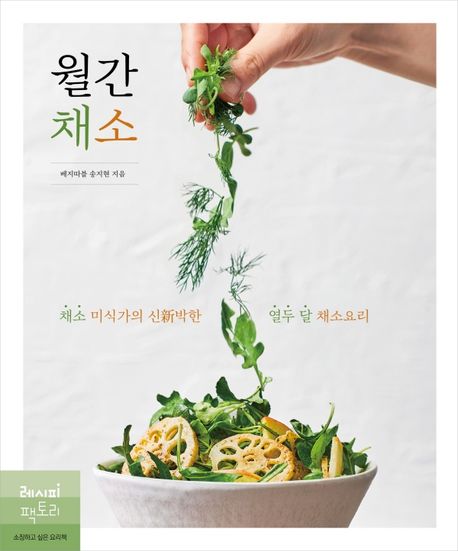 월간
채소
베지따블 송지현 지음
채소 미식가의 신新박한 열두 달 채소요리
레시피
팩토리
소장하고 싶은 요리책